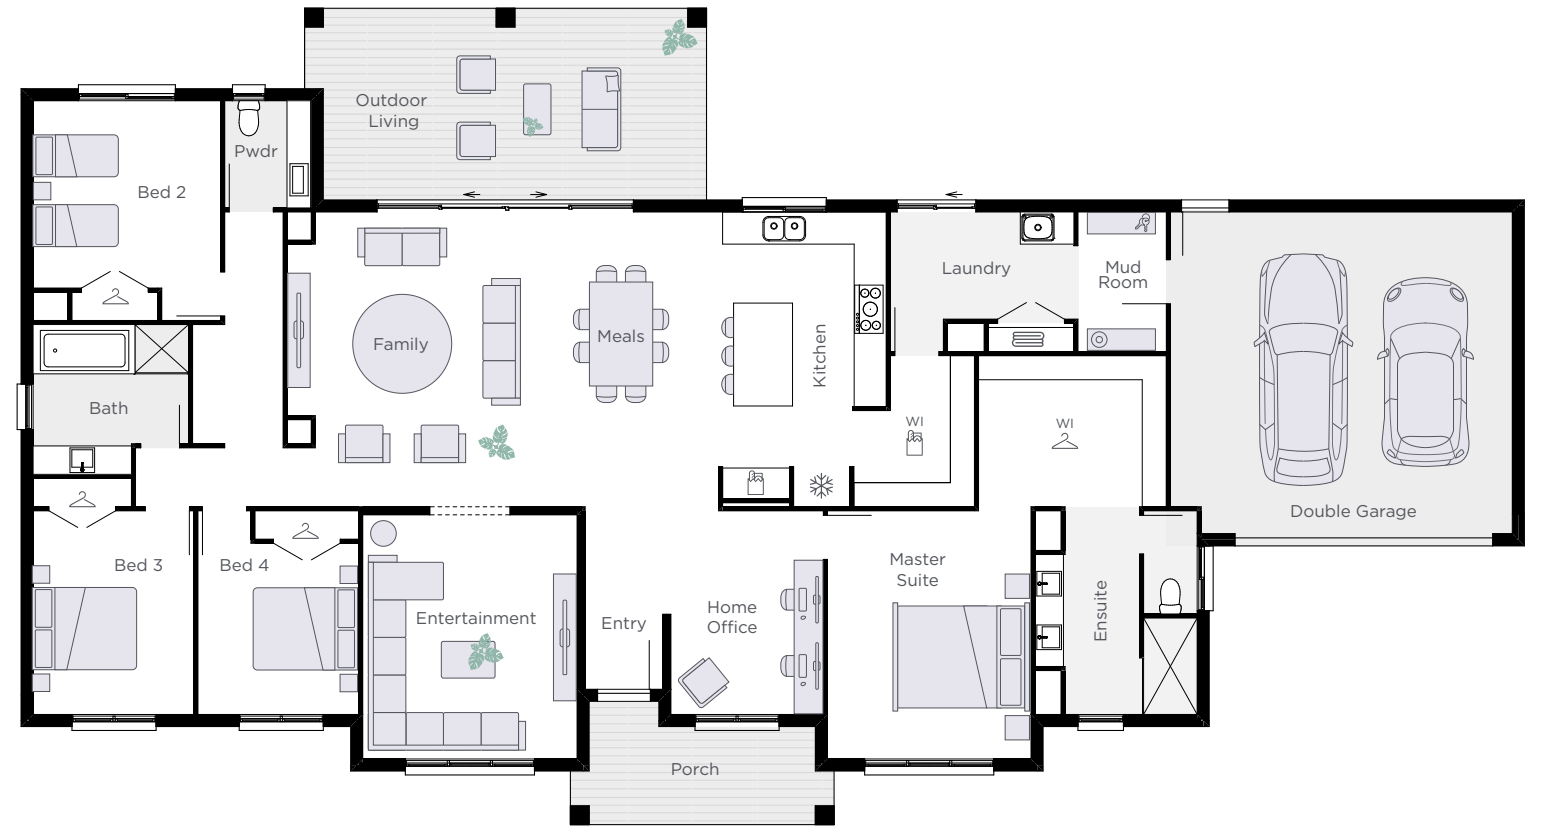 Outdoor
Living
Pwdr
Bed 2
Laundry
Mud
Room
Family
Meals
Kitchen
Bath
WI
WI
Double Garage
Bed 3
Bed 4
Master
Suite
Entertainment
Entry
Home
Office
Ensuite
Porch